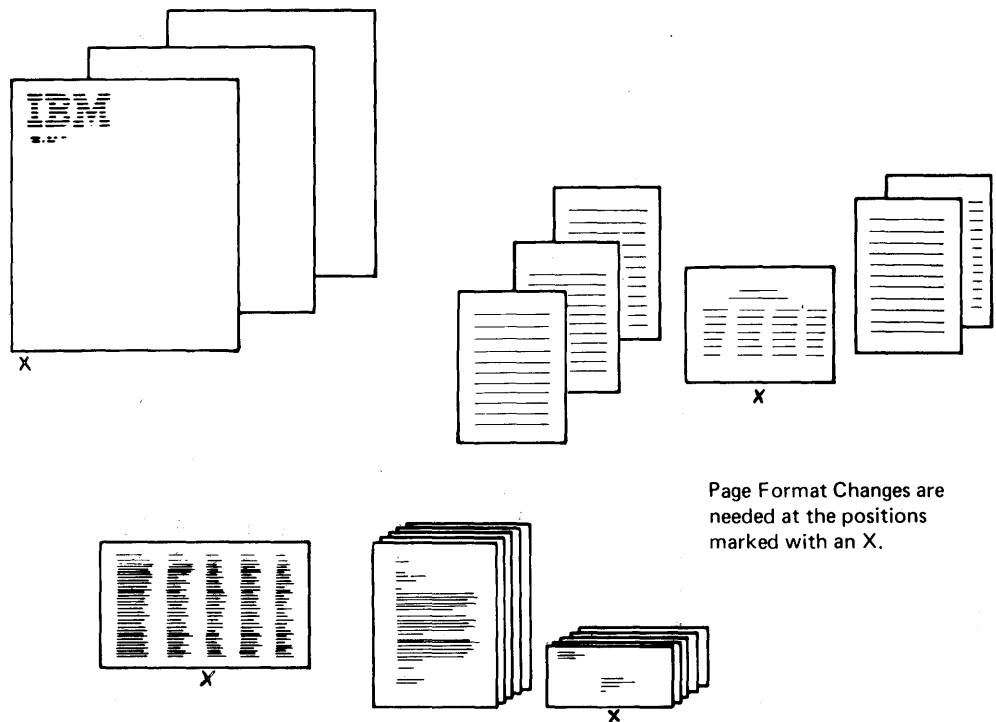 IBM
X
X
Page Format Changes are
needed at the positions
marked with an X.
X
X